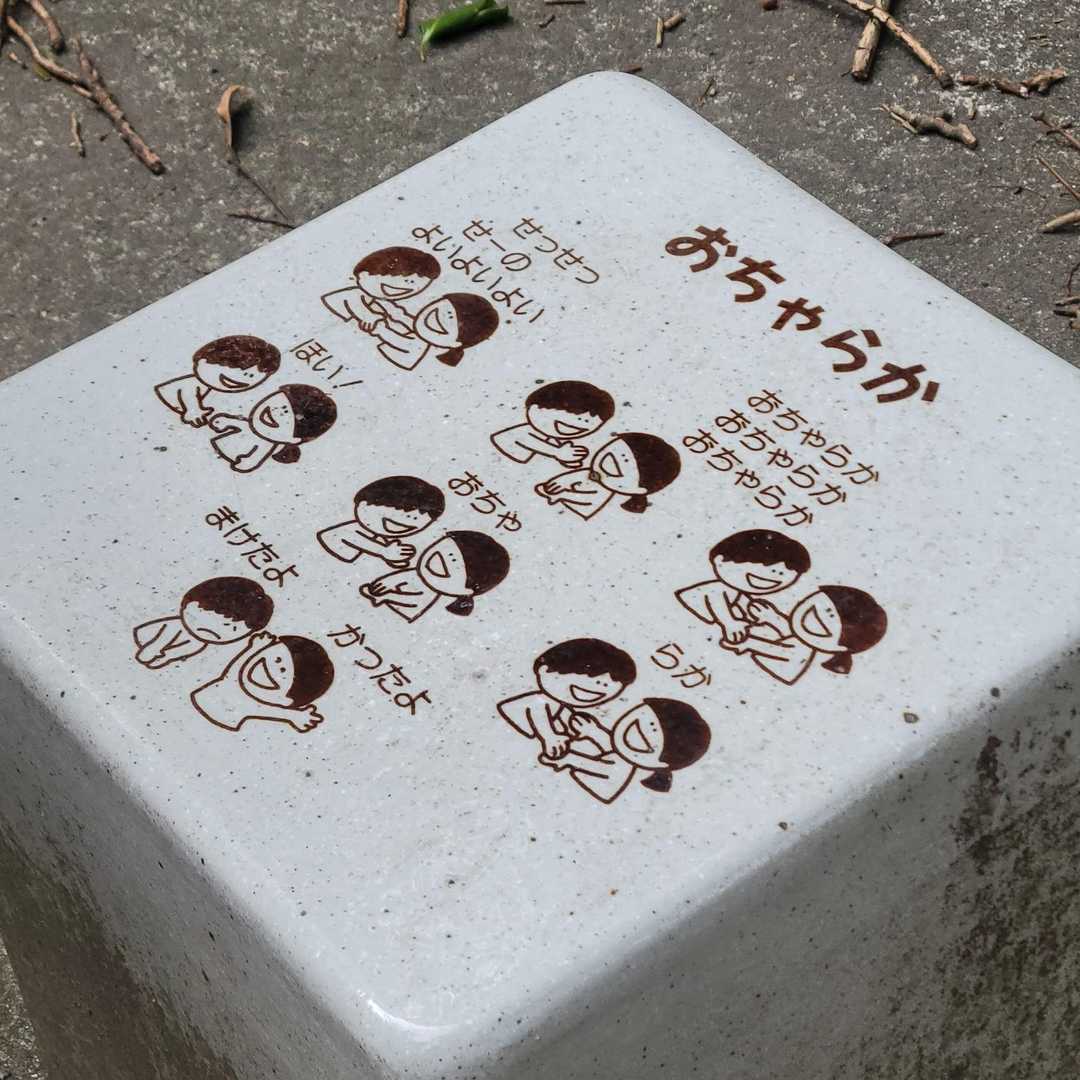 おちゃらか
せっせっ
せーの
よいよいよい
おちゃらか
おちゃらか
おちゃらか
おちゃ
らか
ほい！
かったよ
まけたよ